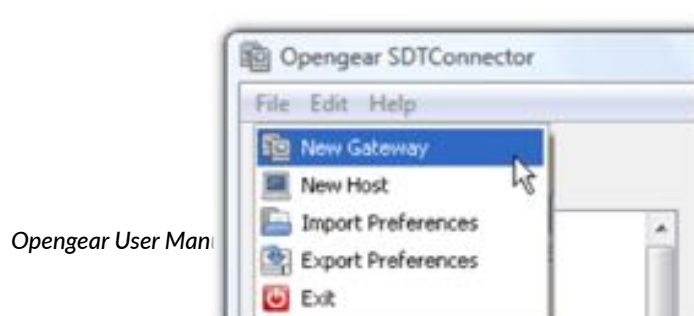 Opengear SDTConnector
File Edit Help
New Gateway
New Host
Import Preferences
Opengear User Man
Export Preferences
Exit